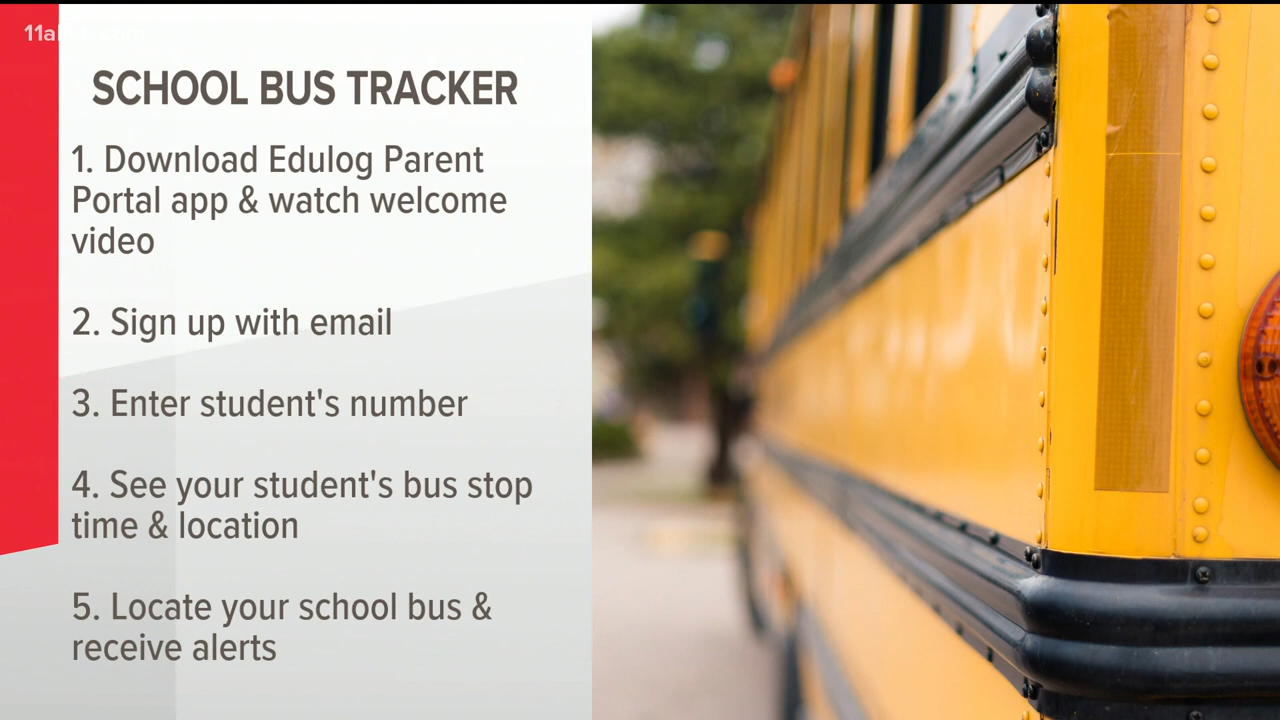 SCHOOL BUS TRACKER
1. Download Edulog Parent
Portal app & watch welcome
video
2. Sign up with email
3. Enter student's number
4. See your student's bus stop
time & location
5. Locate your school bus &
receive alerts